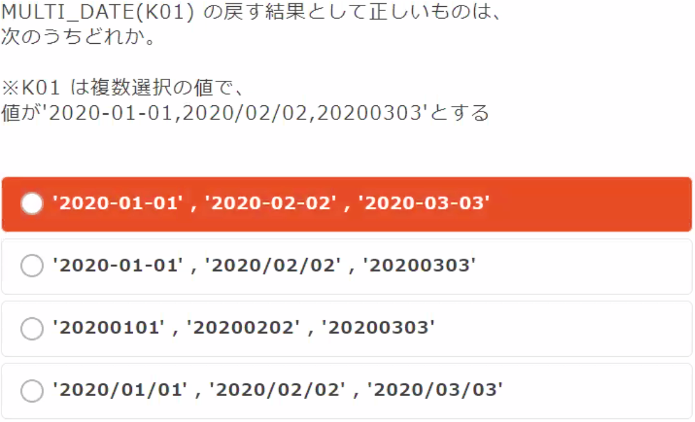 MULTI_DATE(K01) の戻す結果として正しいものは、
次のうちどれか。
※K01 は複数選択の値で、
値が'2020-01-01,2020/02/02,20200303'とする
'2020-01-01' , '2020-02-02' , '2020-03-03'
'2020-01-01' , '2020/02/02' , '20200303'
'20200101' , '20200202' , '20200303'
'2020/01/01' , '2020/02/02' , '2020/03/03'